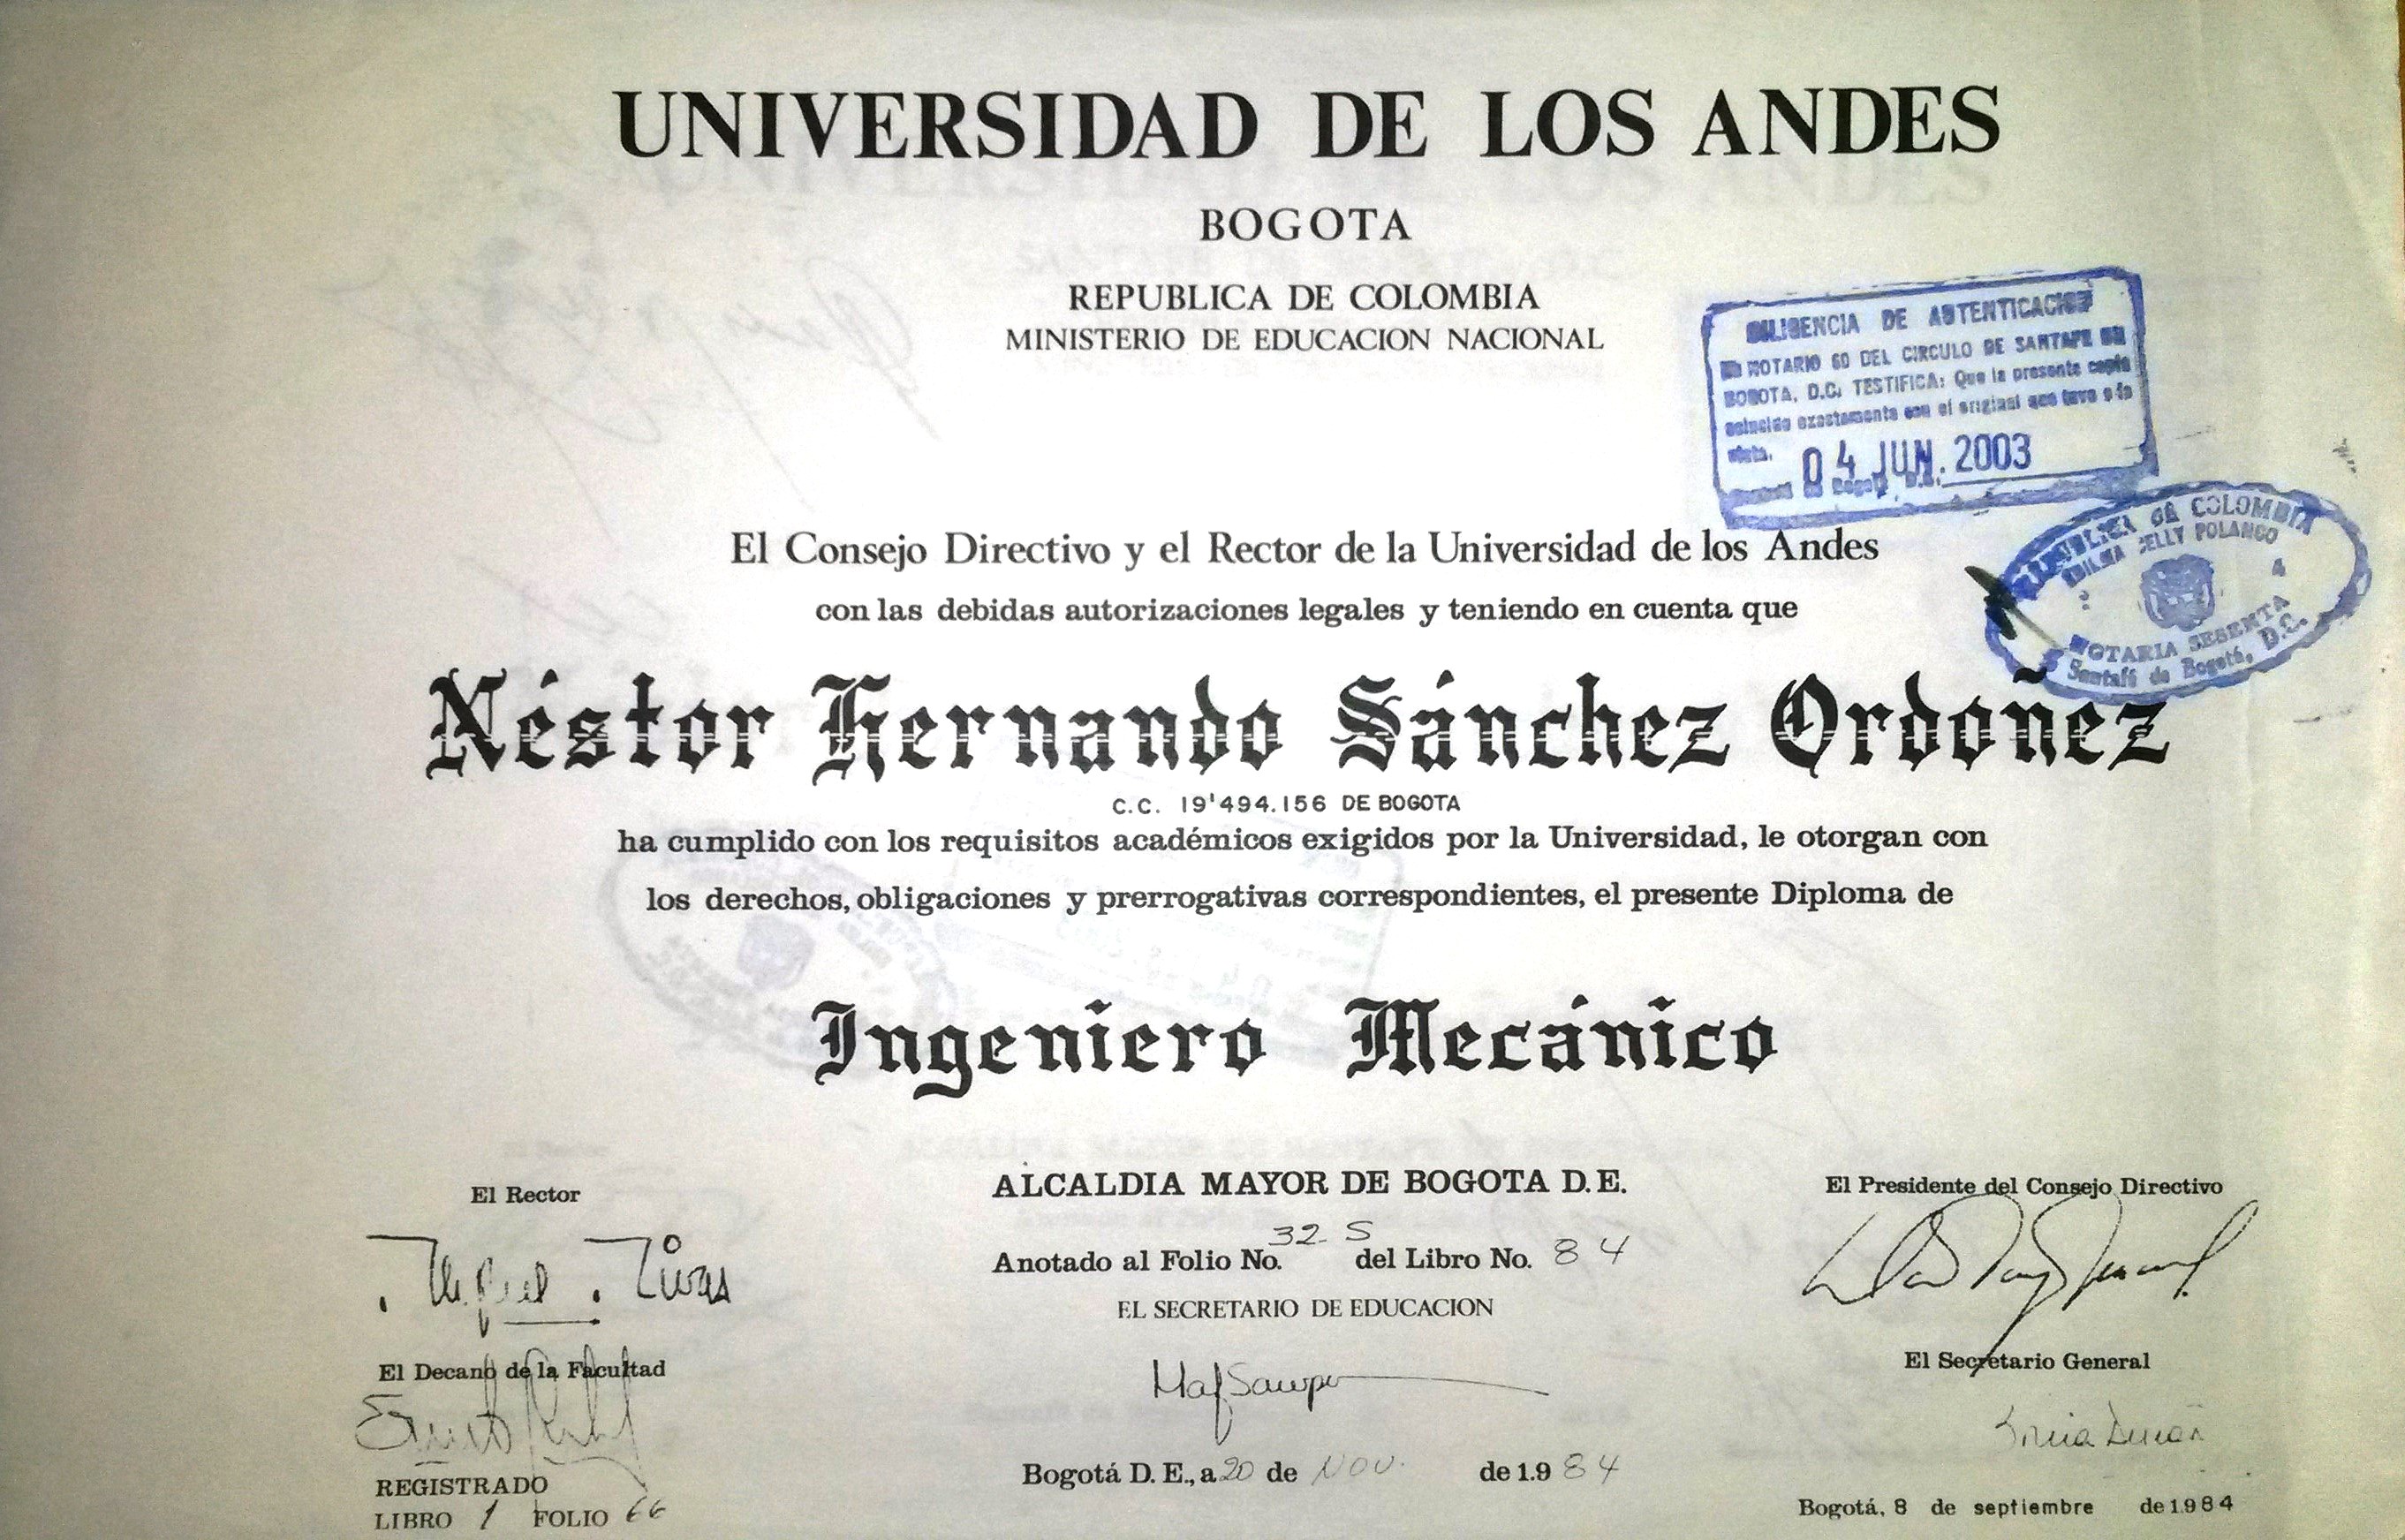 UNIVERSIDAD DE LOS ANDES
BOGOTA
REPUBLICA DE COLOMBIA
MINISTERIO DE EDUCACION NACIONAL
DILIGENCIA DE AUTENTICACION
NOTARIO 60 DEL CIRCULO DE SANTAFE DE
BOGOTA, D.C. TESTIFICA: Que la presente copia
coincide exactamente con el original que tuvo a la
vista.
04 JUN. 2003
Bogotá, D.C.
REPUBLICA DE COLOMBIA
NELLY POLANCO
NOTARIA SESENTA
Santafé de Bogotá, D.C.
El Consejo Directivo y el Rector de la Universidad de los Andes
con las debidas autorizaciones legales y teniendo en cuenta que
Néstor Hernando Sánchez Ordoñez
C.C. 19'494.156 DE BOGOTA
ha cumplido con los requisitos académicos exigidos por la Universidad, le otorgan con
los derechos, obligaciones y prerrogativas correspondientes, el presente Diploma de
Ingeniero Mecánico
El Rector
El Decano de la Facultad
REGISTRADO
LIBRO 1 FOLIO 66
ALCALDIA MAYOR DE BOGOTA D.E.
Anotado al Folio No. 32 S del Libro No. 84
EL SECRETARIO DE EDUCACION
Bogotá D. E., a 20 de NOV. de 1.984
El Presidente del Consejo Directivo
El Secretario General
Bogotá, 8 de septiembre de 1.984